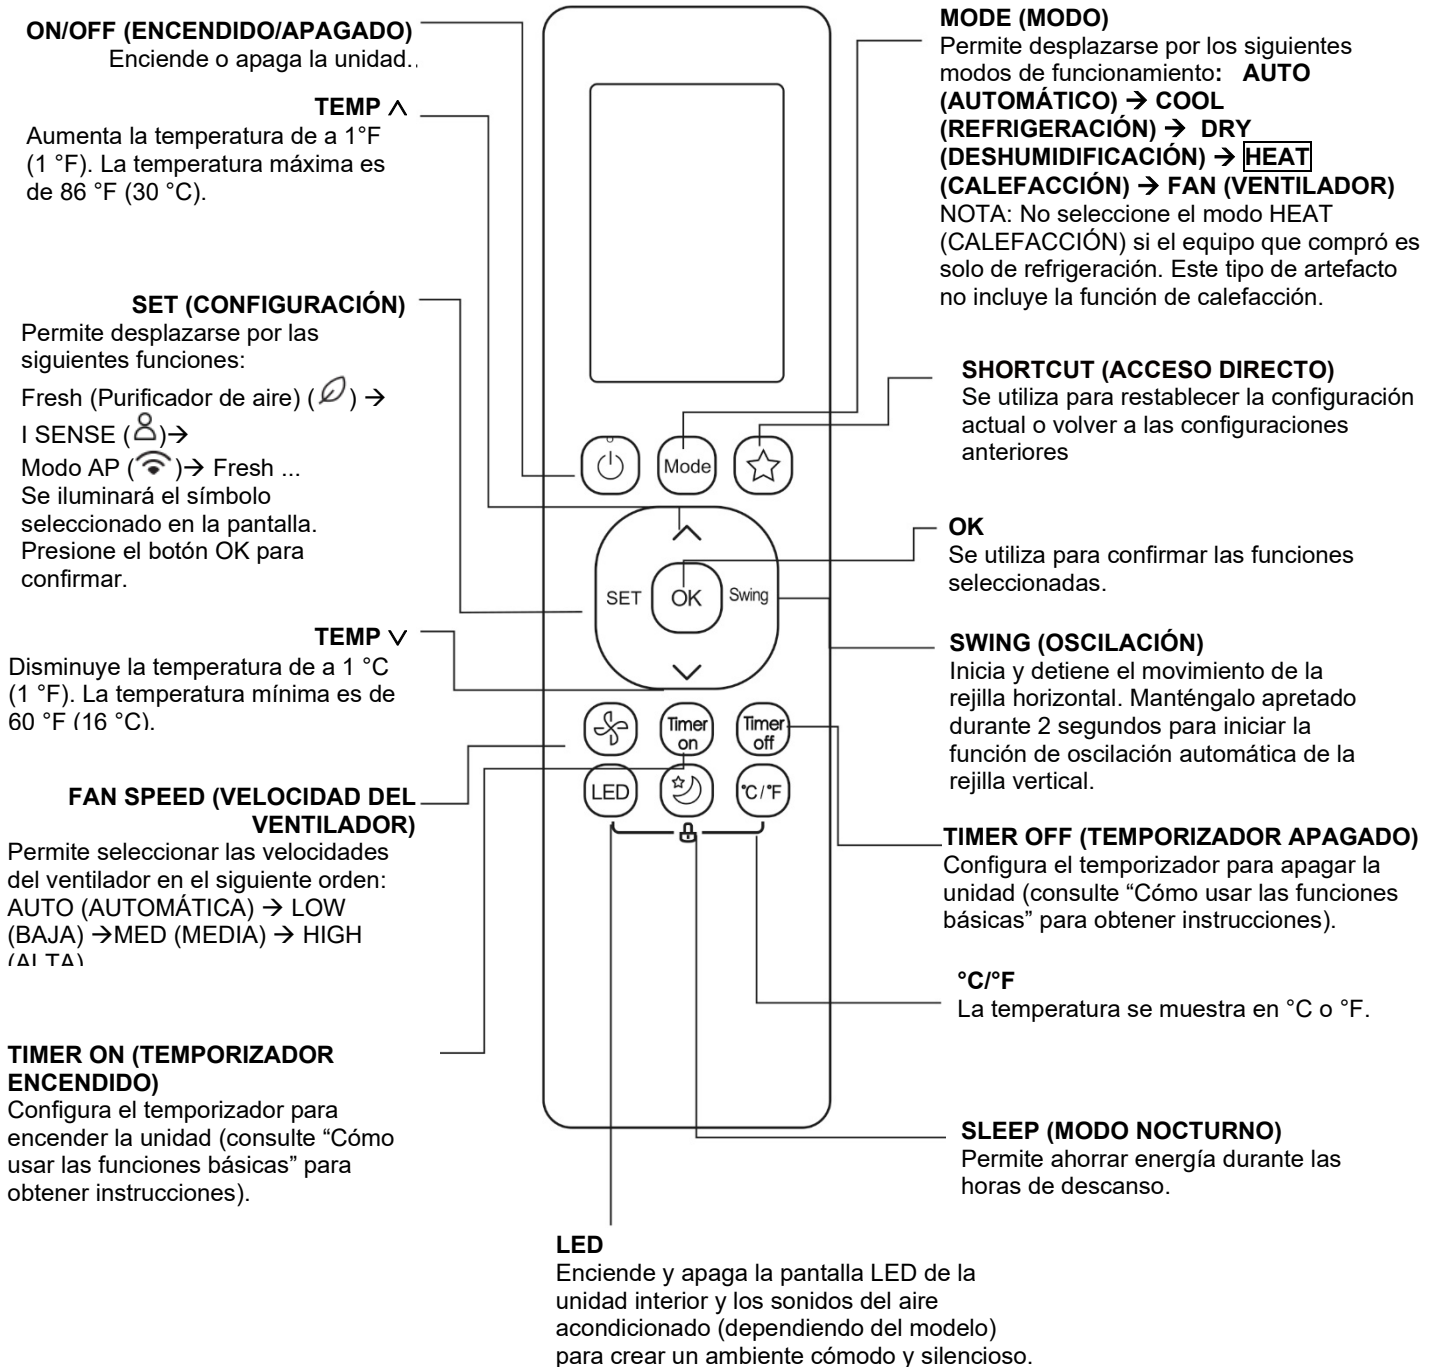 ON/OFF (ENCENDIDO/APAGADO)
Enciende o apaga la unidad..
TEMP ∧
Aumenta la temperatura de a 1°F
(1 °F). La temperatura máxima es
de 86 °F (30 °C).
SET (CONFIGURACIÓN)
Permite desplazarse por las
siguientes funciones:
Fresh (Purificador de aire) ( ) →
I SENSE ( )→
Modo AP ( )→ Fresh ...
Se iluminará el símbolo
seleccionado en la pantalla.
Presione el botón OK para
confirmar.
TEMP ∨
Disminuye la temperatura de a 1 °C
(1 °F). La temperatura mínima es de
60 °F (16 °C).
FAN SPEED (VELOCIDAD DEL
VENTILADOR)
Permite seleccionar las velocidades
del ventilador en el siguiente orden:
AUTO (AUTOMÁTICA) → LOW
(BAJA) →MED (MEDIA) → HIGH
(ALTA)
TIMER ON (TEMPORIZADOR
ENCENDIDO)
Configura el temporizador para
encender la unidad (consulte “Cómo
usar las funciones básicas” para
obtener instrucciones).
Mode
SET
OK
Swing
Timer
on
Timer
off
LED
°C/°F
MODE (MODO)
Permite desplazarse por los siguientes
modos de funcionamiento: AUTO
(AUTOMÁTICO) → COOL
(REFRIGERACIÓN) → DRY
(DESHUMIDIFICACIÓN) → HEAT
(CALEFACCIÓN) → FAN (VENTILADOR)
NOTA: No seleccione el modo HEAT
(CALEFACCIÓN) si el equipo que compró es
solo de refrigeración. Este tipo de artefacto
no incluye la función de calefacción.
SHORTCUT (ACCESO DIRECTO)
Se utiliza para restablecer la configuración
actual o volver a las configuraciones
anteriores
OK
Se utiliza para confirmar las funciones
seleccionadas.
SWING (OSCILACIÓN)
Inicia y detiene el movimiento de la
rejilla horizontal. Manténgalo apretado
durante 2 segundos para iniciar la
función de oscilación automática de la
rejilla vertical.
TIMER OFF (TEMPORIZADOR APAGADO)
Configura el temporizador para apagar la
unidad (consulte “Cómo usar las funciones
básicas” para obtener instrucciones).
°C/°F
La temperatura se muestra en °C o °F.
SLEEP (MODO NOCTURNO)
Permite ahorrar energía durante las
horas de descanso.
LED
Enciende y apaga la pantalla LED de la
unidad interior y los sonidos del aire
acondicionado (dependiendo del modelo)
para crear un ambiente cómodo y silencioso.